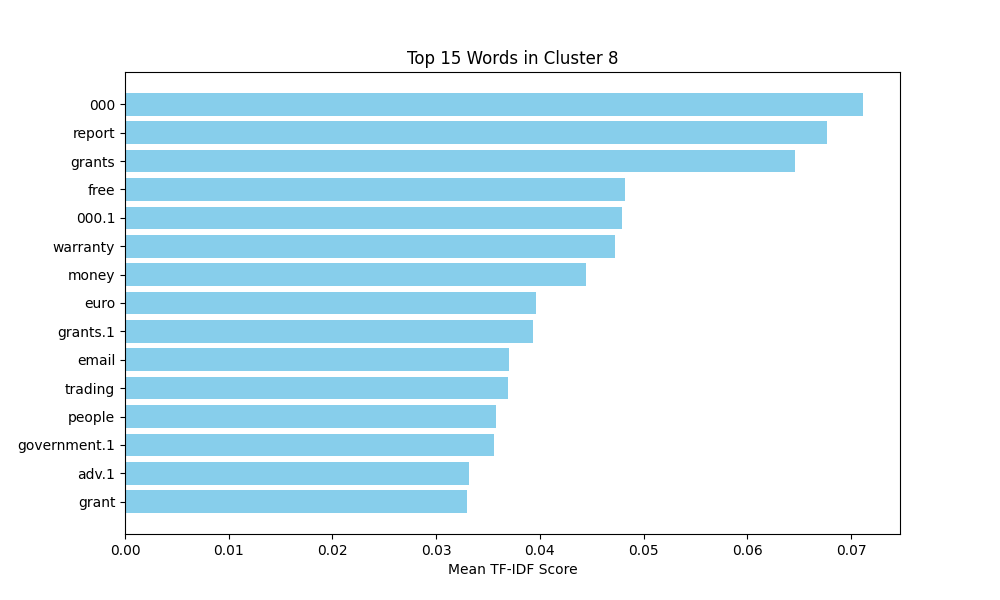 Top 15 Words in Cluster 8
000
report
grants
free
000.1
warranty
money
euro
grants.1
email
trading
people
government.1
adv.1
grant
0.00 0.01 0.02 0.03 0.04 0.05 0.06 0.07
Mean TF-IDF Score